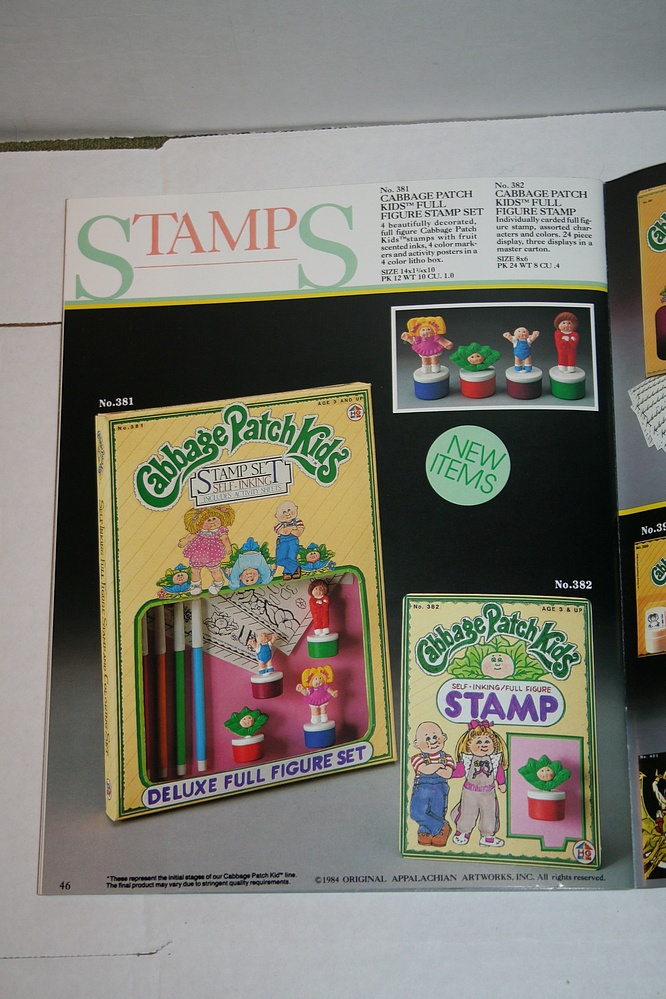 STAMPS
No. 381
CABBAGE PATCH
KIDS™ FULL
FIGURE STAMP SET
4 beautifully decorated,
full figure Cabbage Patch
Kids™ stamps with fruit
scented inks, 4 color mark-
ers and activity posters in a
4 color litho box.
SIZE 14x1¼x10
PK 12 WT 10 CU. 1.0
No. 382
CABBAGE PATCH
KIDS™ FULL
FIGURE STAMP
Individually carded full fig-
ure stamp, assorted char-
acters and colors. 24 piece
display, three displays in a
master carton.
SIZE 8x6
PK 24 WT 8 CU .4
No.381
No. 381
AGE 3 AND UP
Cabbage Patch Kids
STAMP SET
SELF-INKING
INCLUDES ACTIVITY SHEETS
DELUXE FULL FIGURE SET
NEW
ITEMS
No.382
No. 382
AGE 3 & UP
Cabbage Patch Kids
SELF-INKING/FULL FIGURE
STAMP
46
*These represent the initial stages of our Cabbage Patch Kid™ line.
The final product may vary due to stringent quality requirements.
©1984 ORIGINAL APPALACHIAN ARTWORKS, INC. All rights reserved.